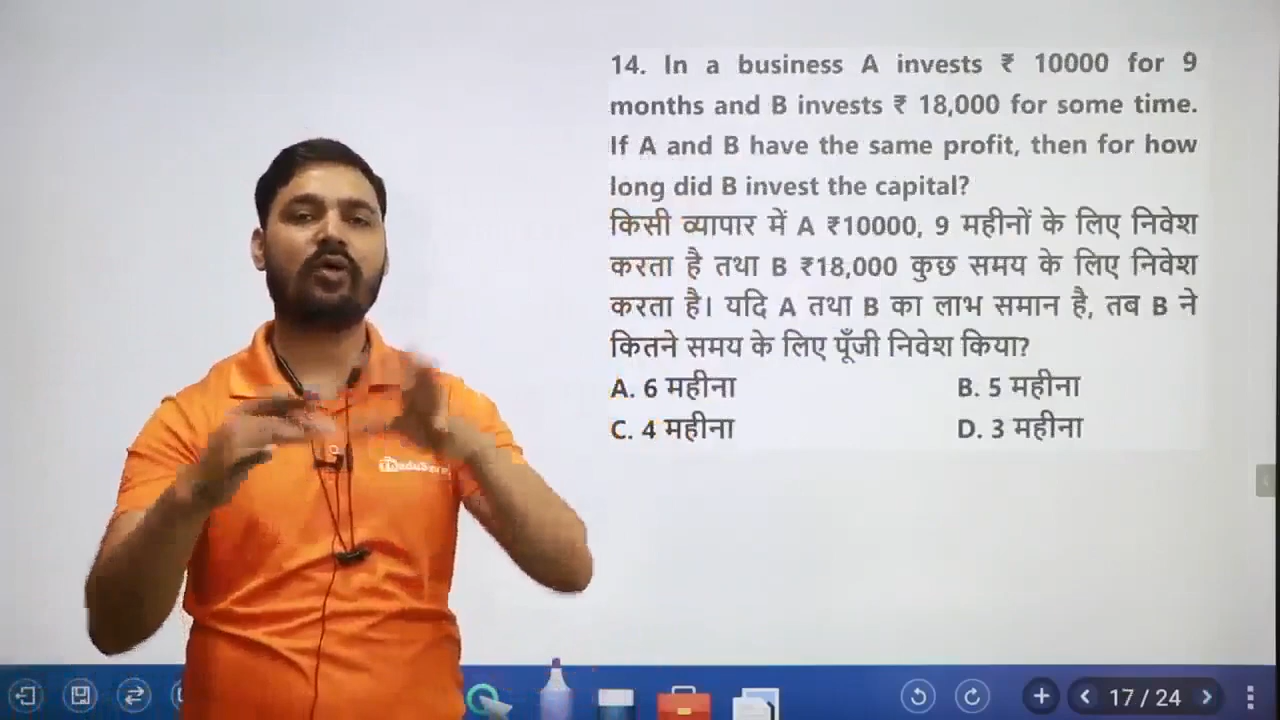 14. In a business A invests ₹ 10000 for 9
months and B invests ₹ 18,000 for some time.
If A and B have the same profit, then for how
long did B invest the capital?
किसी व्यापार में A ₹10000, 9 महीनों के लिए निवेश
करता है तथा B ₹18,000 कुछ समय के लिए निवेश
करता है। यदि A तथा B का लाभ समान है, तब B ने
कितने समय के लिए पूँजी निवेश किया?
A. 6 महीना B. 5 महीना
C. 4 महीना D. 3 महीना
17 / 24